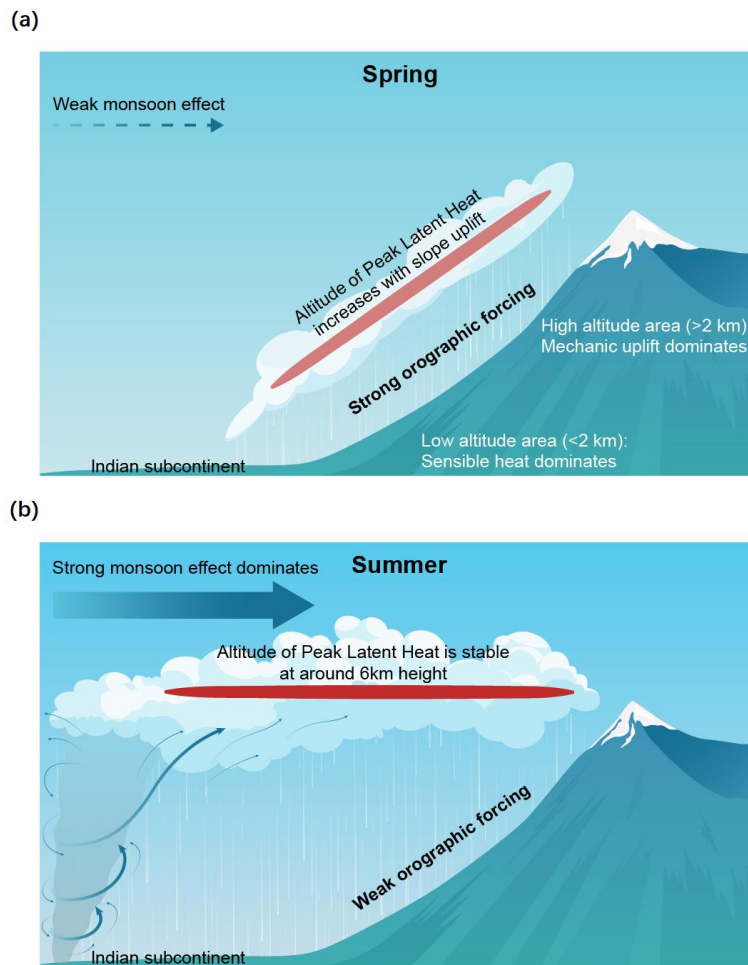 (a)
Spring
Weak monsoon effect
Altitude of Peak Latent Heat
increases with slope uplift
Strong orographic forcing
High altitude area (>2 km)
Mechanic uplift dominates
Low altitude area (<2 km):
Sensible heat dominates
Indian subcontinent
(b)
Strong monsoon effect dominates
Summer
Altitude of Peak Latent Heat is stable
at around 6km height
Weak orographic forcing
Indian subcontinent